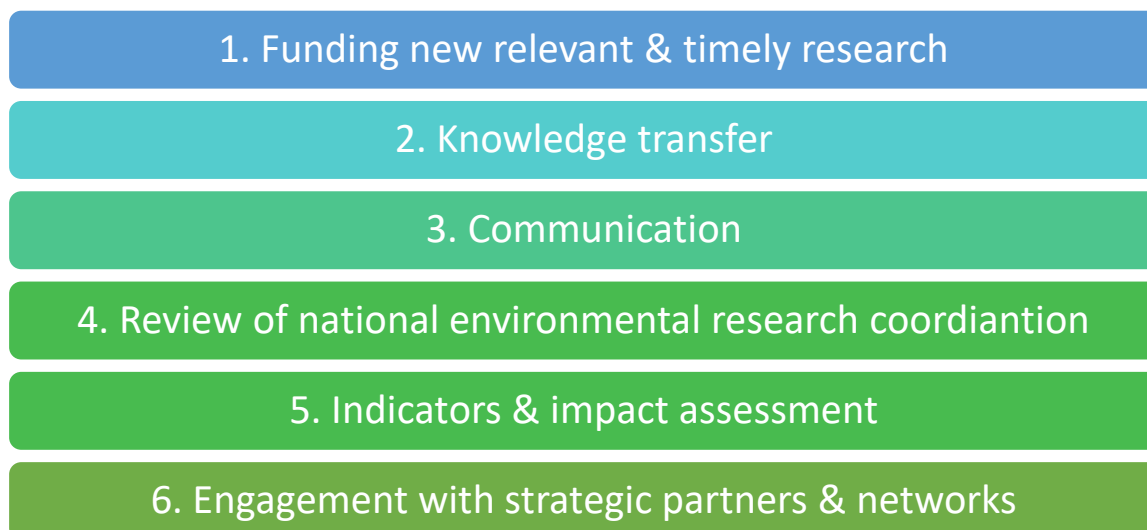 1. Funding new relevant & timely research
2. Knowledge transfer
3. Communication
4. Review of national environmental research coordiantion
5. Indicators & impact assessment
6. Engagement with strategic partners & networks